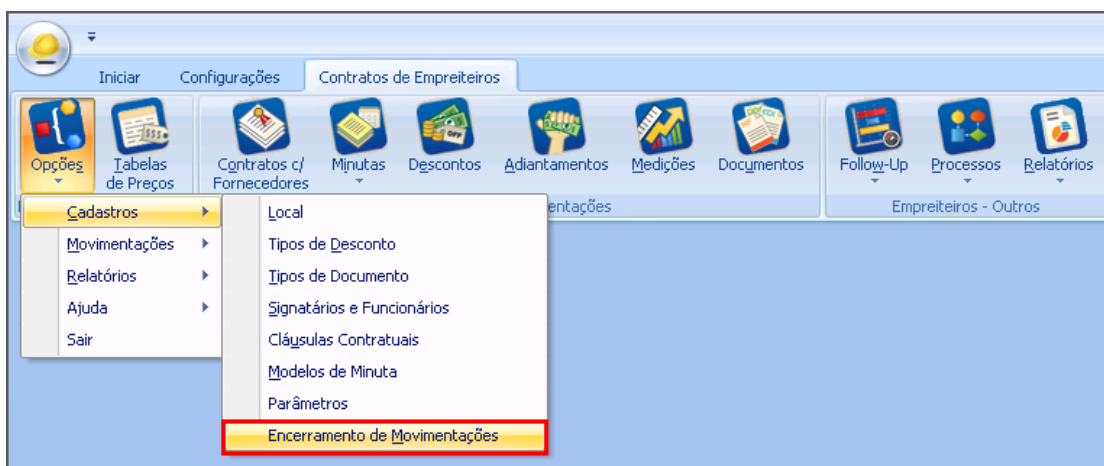 Iniciar Configurações Contratos de Empreiteiros
Opções Tabelas de Preços Contratos c/ Fornecedores Minutas Descontos Adiantamentos Medições Documentos Follow-Up Processos Relatórios
entações Empreiteiros - Outros
Cadastros
Movimentações
Relatórios
Ajuda
Sair
Local
Tipos de Desconto
Tipos de Documento
Signatários e Funcionários
Cláusulas Contratuais
Modelos de Minuta
Parâmetros
Encerramento de Movimentações